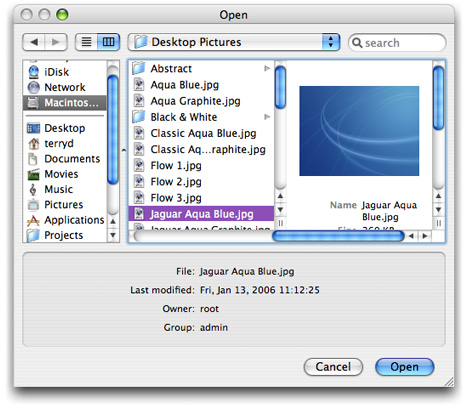 Open
Desktop Pictures
search
iDisk
Network
Macintos...
Desktop
terryd
Documents
Movies
Music
Pictures
Applications
Projects
Abstract
Aqua Blue.jpg
Aqua Graphite.jpg
Black & White
Classic Aqua Blue.jpg
Classic Aq...raphite.jpg
Flow 1.jpg
Flow 2.jpg
Flow 3.jpg
Jaguar Aqua Blue.jpg
Jaguar Aqua Graphite.jpg
Name Jaguar Aqua
Blue.jpg
Size 260 KB
File: Jaguar Aqua Blue.jpg
Last modified: Fri, Jan 13, 2006 11:12:25
Owner: root
Group: admin
Cancel
Open